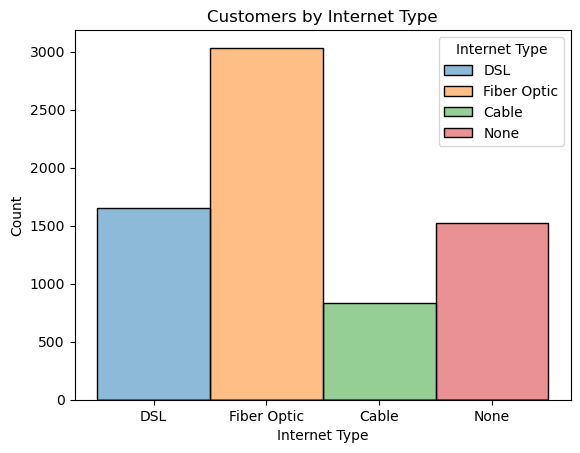 Customers by Internet Type
Internet Type
DSL
Fiber Optic
Cable
None
Count
3000
2500
2000
1500
1000
500
0
DSL
Fiber Optic
Cable
None
Internet Type